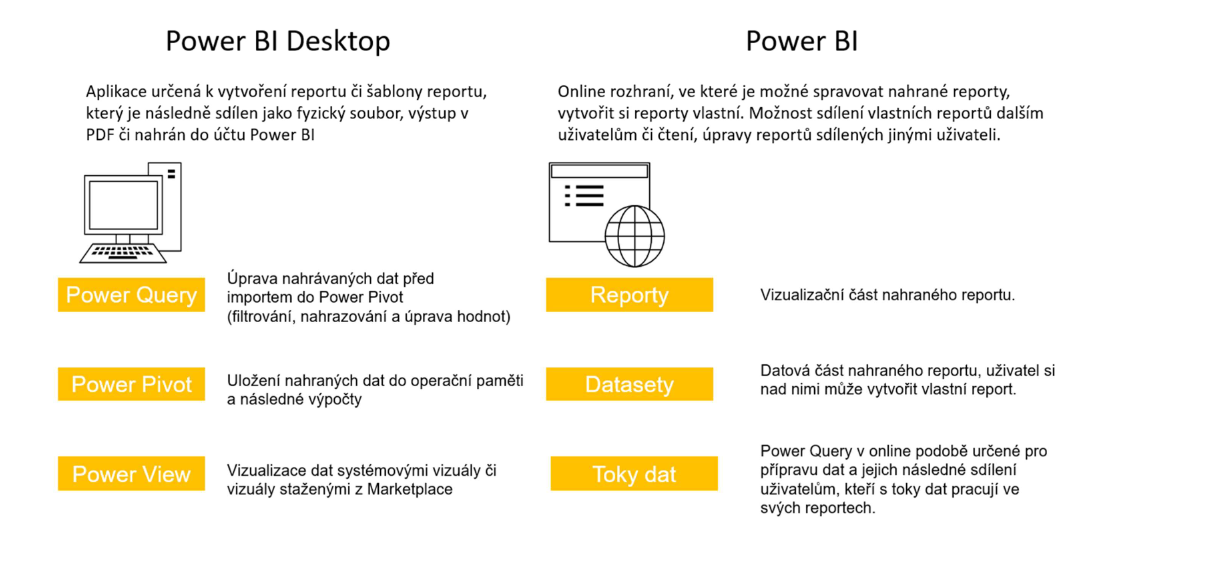 Power BI Desktop
Aplikace určená k vytvoření reportu či šablony reportu,
který je následně sdílen jako fyzický soubor, výstup v
PDF či nahrán do účtu Power BI
Power Query
Úprava nahrávaných dat před
importem do Power Pivot
(filtrování, nahrazování a úprava hodnot)
Power Pivot
Uložení nahraných dat do operační paměti
a následné výpočty
Power View
Vizualizace dat systémovými vizuály či
vizuály staženými z Marketplace
Power BI
Online rozhraní, ve které je možné spravovat nahrané reporty,
vytvořit si reporty vlastní. Možnost sdílení vlastních reportů dalším
uživatelům či čtení, úpravy reportů sdílených jinými uživateli.
Reporty
Vizualizační část nahraného reportu.
Datasety
Datová část nahraného reportu, uživatel si
nad nimi může vytvořit vlastní report.
Toky dat
Power Query v online podobě určené pro
přípravu dat a jejich následné sdílení
uživatelům, kteří s toky dat pracují ve
svých reportech.